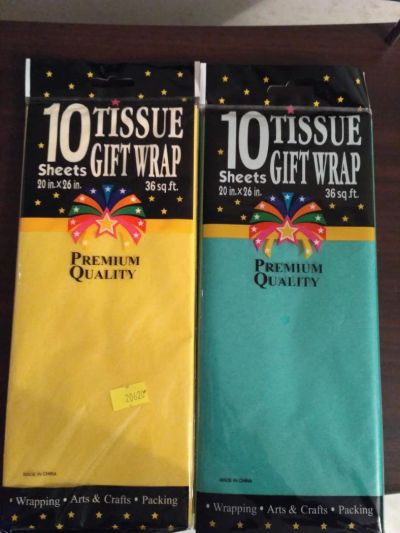 10 TISSUE
Sheets GIFT WRAP
20 in.x26 in. 36 sq.ft.
PREMIUM
QUALITY
MADE IN CHINA
· Wrapping · Arts & Crafts · Packing
10 TISSUE
Sheets GIFT WRAP
20 in.x26 in. 36 sq.ft.
PREMIUM
QUALITY
MADE IN CHINA
· Wrapping · Arts & Crafts · Packing